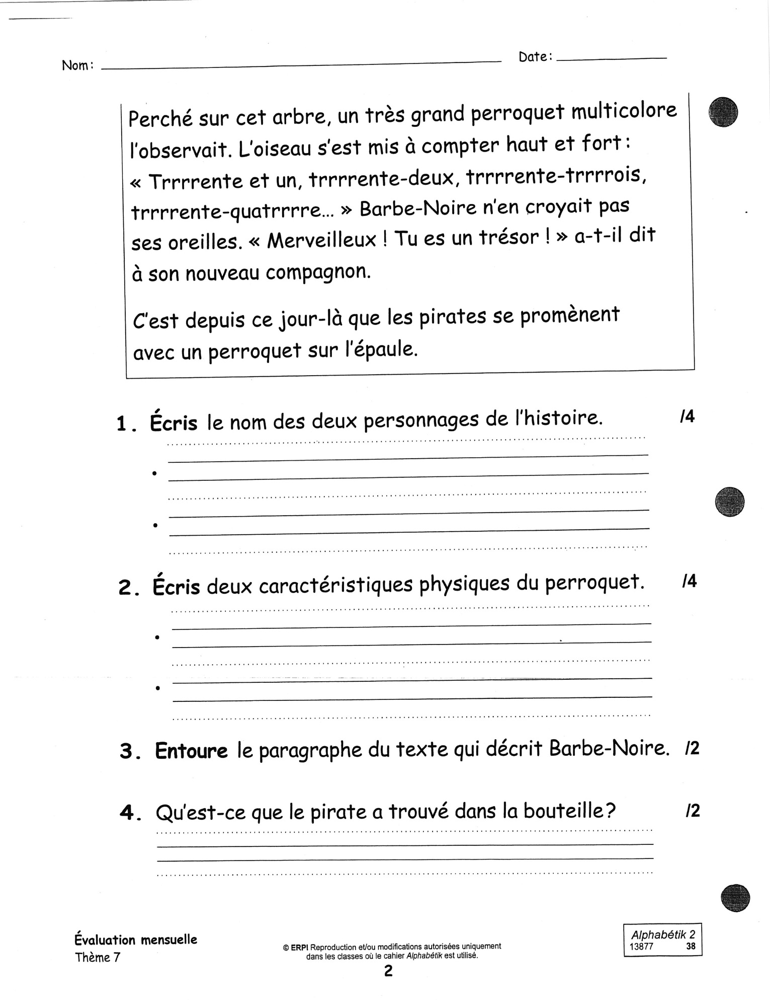 Nom : Date :
Perché sur cet arbre, un très grand perroquet multicolore
l'observait. L'oiseau s'est mis à compter haut et fort :
« Trrrrente et un, trrrrente-deux, trrrrente-trrrrois,
trrrrente-quatrrrre... » Barbe-Noire n'en croyait pas
ses oreilles. « Merveilleux ! Tu es un trésor ! » a-t-il dit
à son nouveau compagnon.
C'est depuis ce jour-là que les pirates se promènent
avec un perroquet sur l'épaule.
1. Écris le nom des deux personnages de l'histoire. /4
•
•
2. Écris deux caractéristiques physiques du perroquet. /4
•
•
3. Entoure le paragraphe du texte qui décrit Barbe-Noire. /2
4. Qu'est-ce que le pirate a trouvé dans la bouteille? /2
Évaluation mensuelle
Thème 7
© ERPI Reproduction et/ou modifications autorisées uniquement
dans les classes où le cahier Alphabétik est utilisé.
2
Alphabétik 2
13877 38